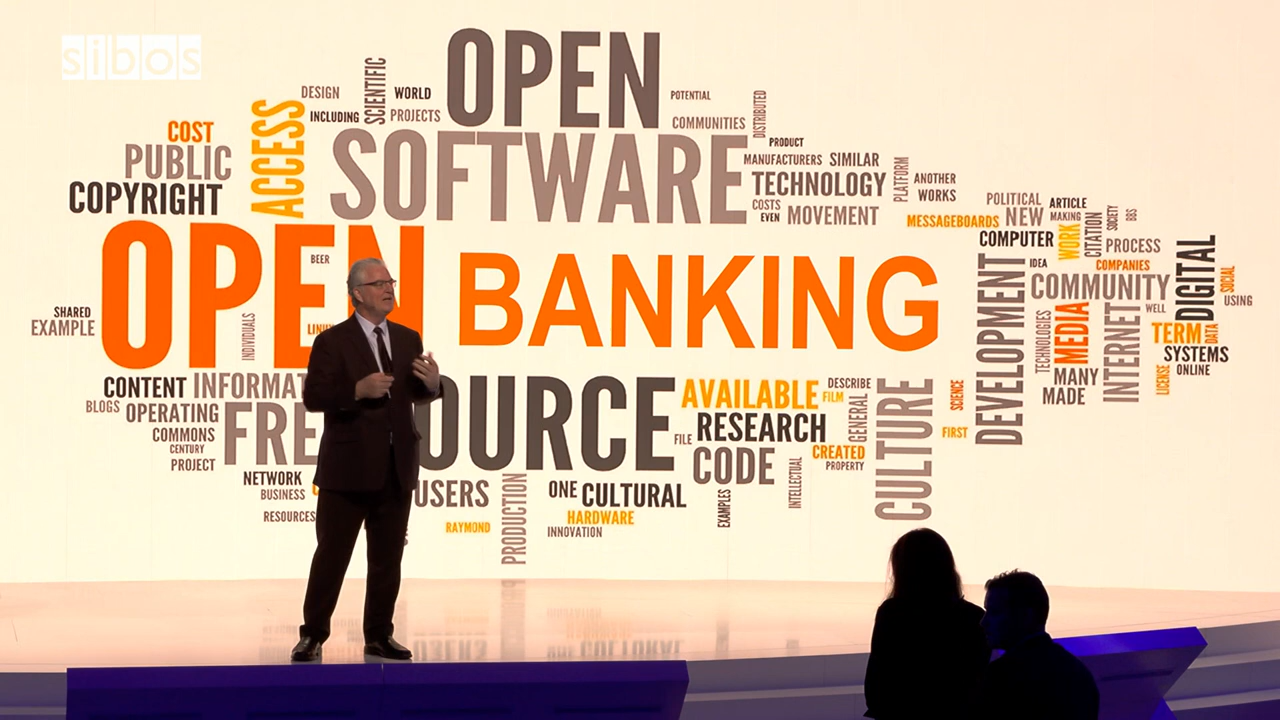 sibos
OPEN
DESIGN
SCIENTIFIC
WORLD
POTENTIAL
DISTRIBUTED
INCLUDING
PROJECTS
COMMUNITIES
COST
ACCESS
SOFTWARE
PRODUCT
PUBLIC
MANUFACTURERS SIMILAR
PLATFORM
COPYRIGHT
TECHNOLOGY
ANOTHER
WORKS
COSTS
EVEN
MOVEMENT
POLITICAL
ARTICLE
MESSAGEBOARDS
NEW
MAKING
CITATION
SOCIETY
BBS
WORK
OPEN BANKING
BEER
COMPUTER
PROCESS
DIGITAL
IDEA
COMPANIES
SOCIAL
DEVELOPMENT
COMMUNITY
USING
SHARED
EXAMPLE
INDIVIDUALS
TECHNOLOGIES
MEDIA
INTERNET
WELL
TERM
DATA
SYSTEMS
ONLINE
LICENSE
MANY
MADE
CONTENT
AVAILABLE
DESCRIBE
FILM
GENERAL
CULTURE
SCIENCE
BLOGS
OPERATING
FILE
RESEARCH
FIRST
COMMONS
CENTURY
PROJECT
CODE
CREATED
PROPERTY
INTELLECTUAL
NETWORK
BUSINESS
USERS
PRODUCTION
ONE CULTURAL
EXAMPLES
RESOURCES
RAYMOND
HARDWARE
INNOVATION